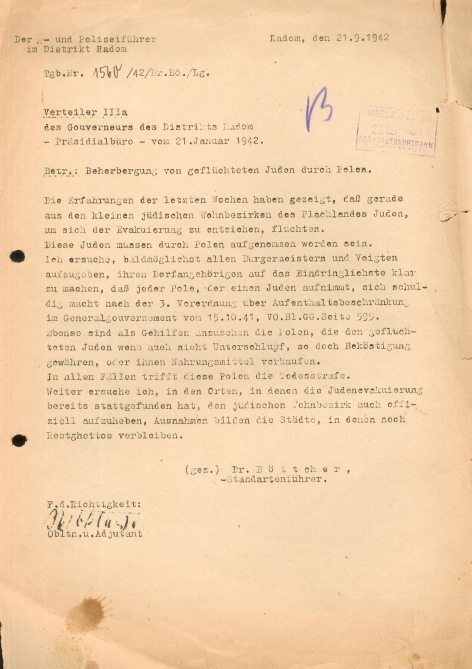 Der - und Polizeiführer
im Distrikt Radom
Radom, den 21.9.1942
Tgb.Nr. 1560 /42/Dr.Bö./Lg.
Verteiler IIIa
des Gouverneurs des Distrikts Radom
- Präsidialbüro - vom 21.Januar 1942.
Betr.: Beherbergung von geflüchteten Juden durch Polen.
Die Erfahrungen der letzten Wochen haben gezeigt, daß gerade
aus den kleinen jüdischen Wohnbezirken des Flachlandes Juden,
um sich der Evakuierung zu entziehen, flüchten.
Diese Juden müssen durch Polen aufgenommen worden sein.
Ich ersuche, baldmöglichst allen Bürgermeistern und Voigten
aufzugeben, ihren Dorfangehörigen auf das Eindringlichste klar
zu machen, daß jeder Pole, der einen Juden aufnimmt, sich schul-
dig macht nach der 3. Verordnung über Aufenthaltsbeschränkung
im Generalgouvernement vom 15.10.41, VO.Bl.GG.Seite 595.
Ebenso sind als Gehilfen anzusehen die Polen, die den geflüch-
teten Juden wenn auch nicht Unterschlupf, so doch Beköstigung
gewähren, oder ihnen Nahrungsmittel verkaufen.
In allen Fällen trifft diese Polen die Todesstrafe.
Weiter ersuche ich, in den Orten, in denen die Judenevakuierung
bereits stattgefunden hat, den jüdischen Wohnbezirk auch offi-
ziell aufzuheben, Ausnahmen bilden die Städte, in denen noch
Restghettos verbleiben.
(gez.) Dr. B ö t t c h e r ,
-Standartenführer.
F.d.Richtigkeit:
Obltn.u.Adjutant